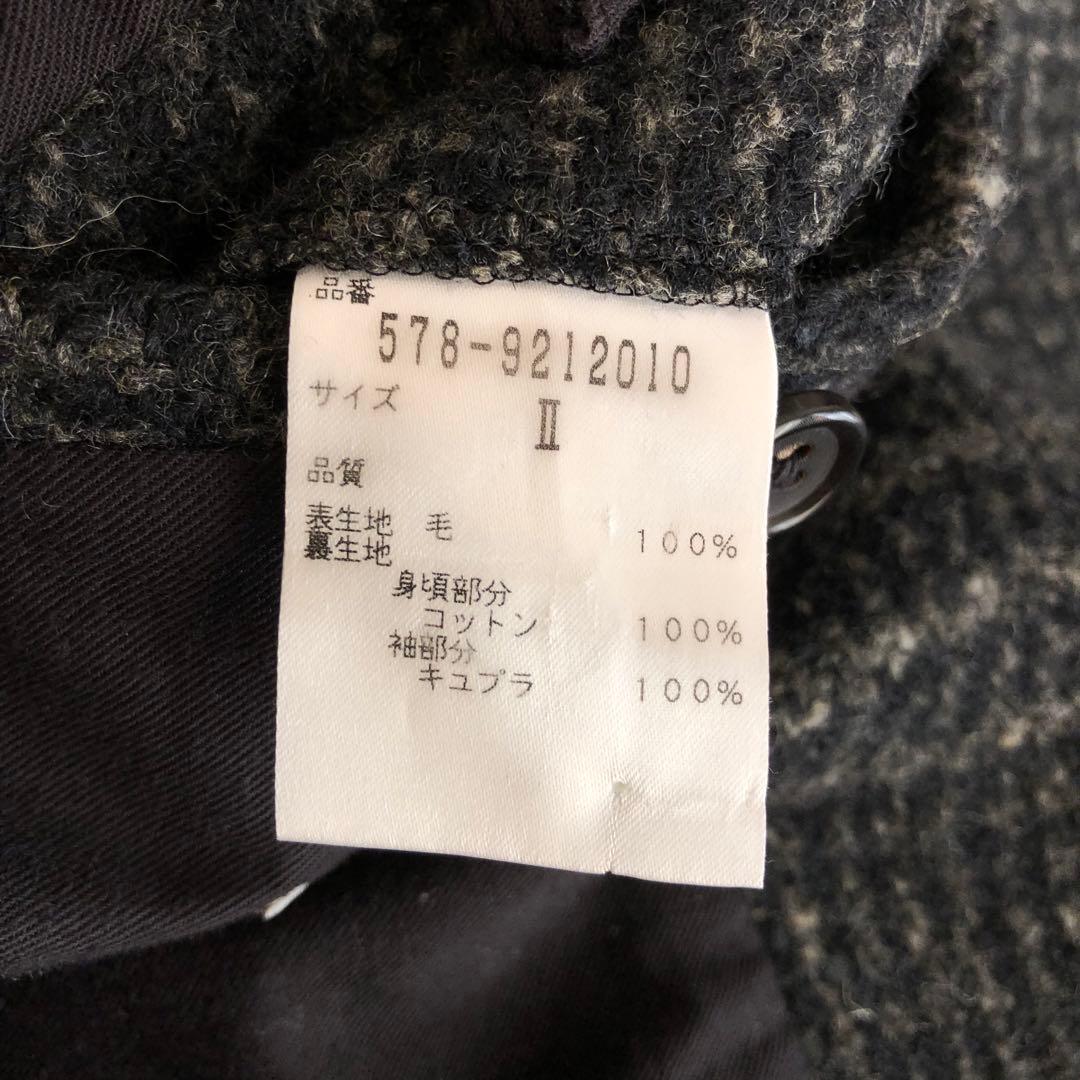 品番
578-9212010
サイズ
Ⅱ
品質
表生地 毛 100%
裏生地
身頃部分
コットン 100%
袖部分
キュプラ 100%